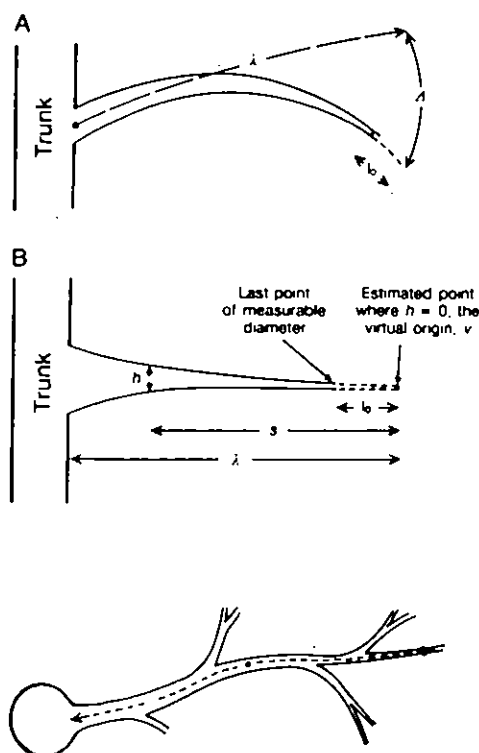 A
λ
Λ
Trunk
l₀
B
Last point
of measurable
diameter
Estimated point
where h = 0, the
virtual origin, v
Trunk
h
l₀
s
λ